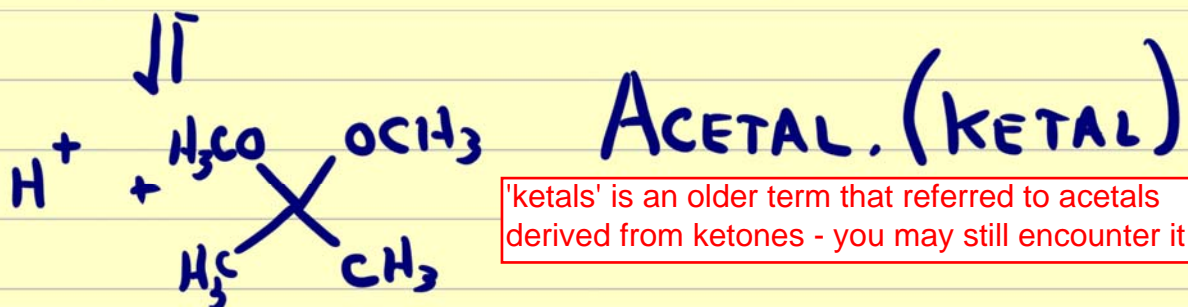 H₃CO OCH₃ ACETAL. (KETAL)
H⁺ +
'ketals' is an older term that referred to acetals
derived from ketones - you may still encounter it
H₃C CH₃